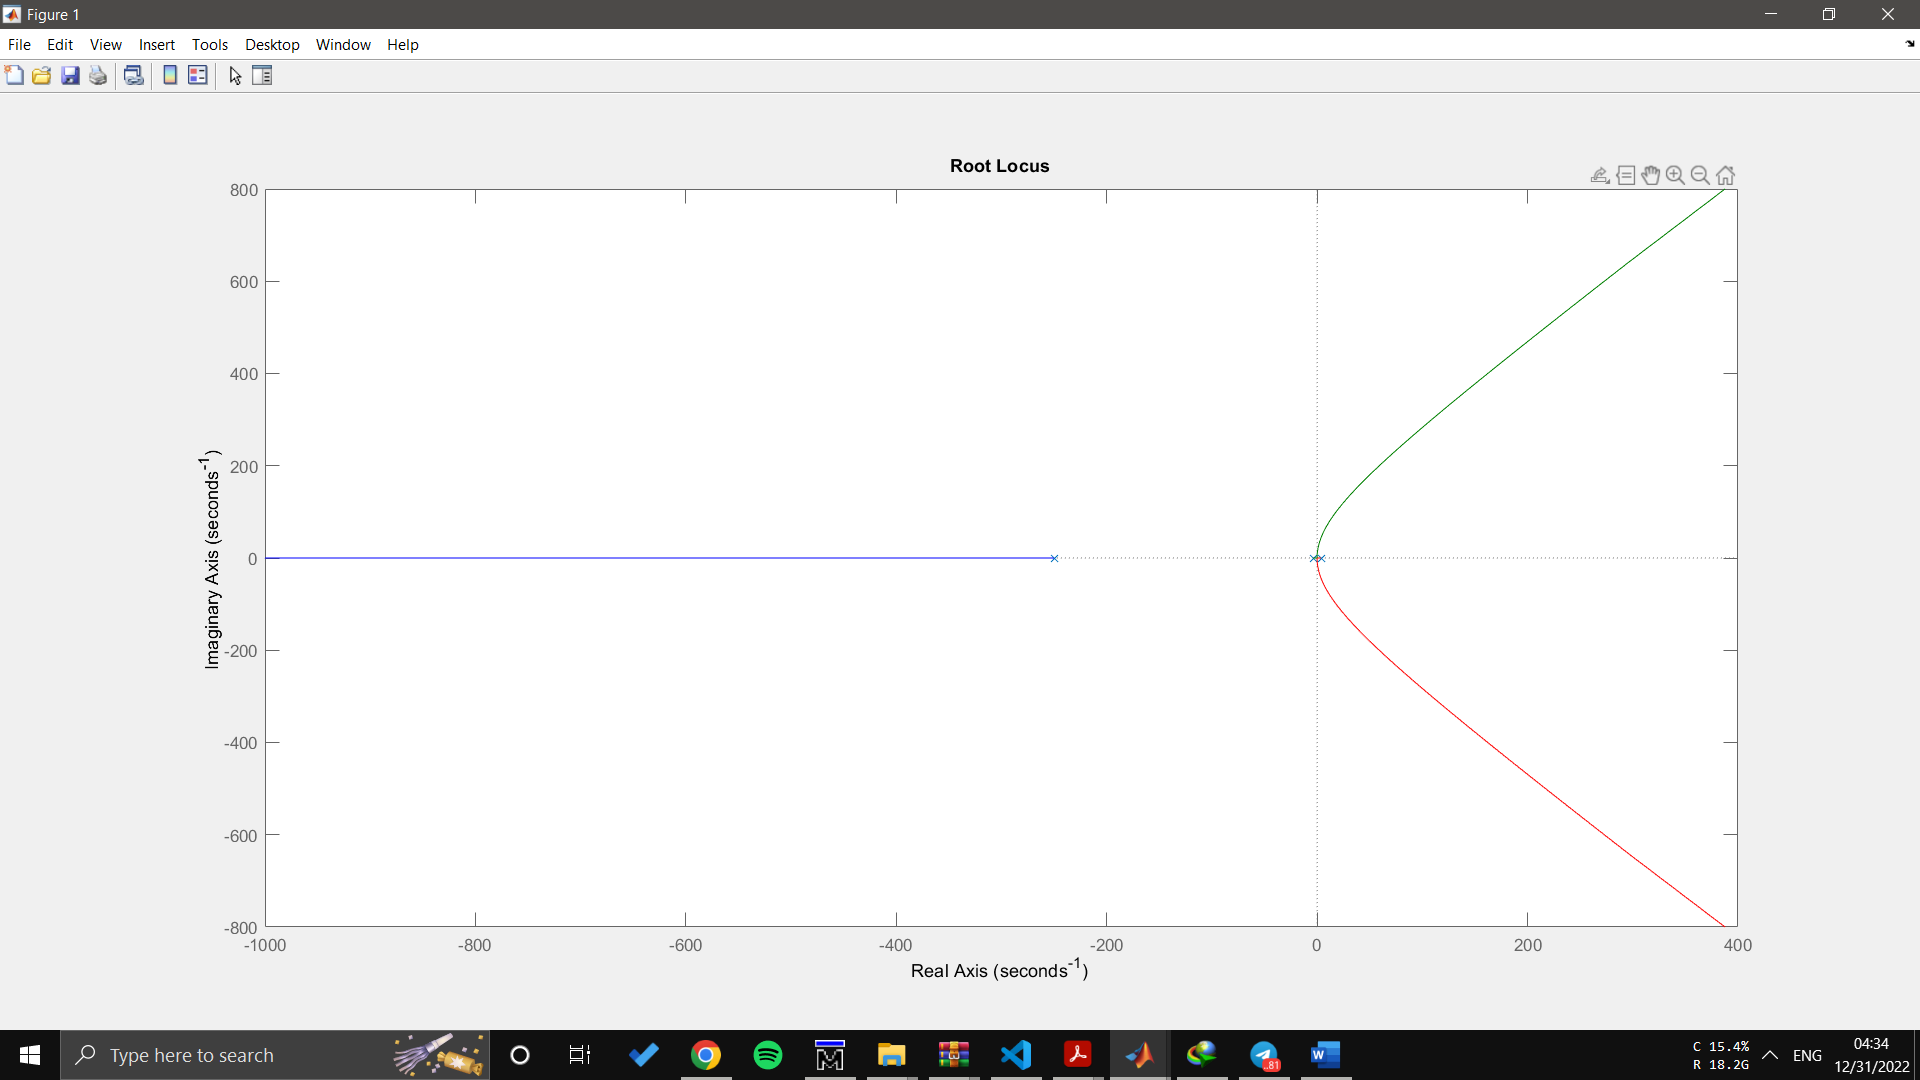 Figure 1
File Edit View Insert Tools Desktop Window Help
Root Locus
800
600
400
200
0
-200
-400
-600
-800
Imaginary Axis (seconds⁻¹)
-1000 -800 -600 -400 -200 0 200 400
Real Axis (seconds⁻¹)
Type here to search
81
W
C 15.4%
R 18.2G
ENG
04:34
12/31/2022